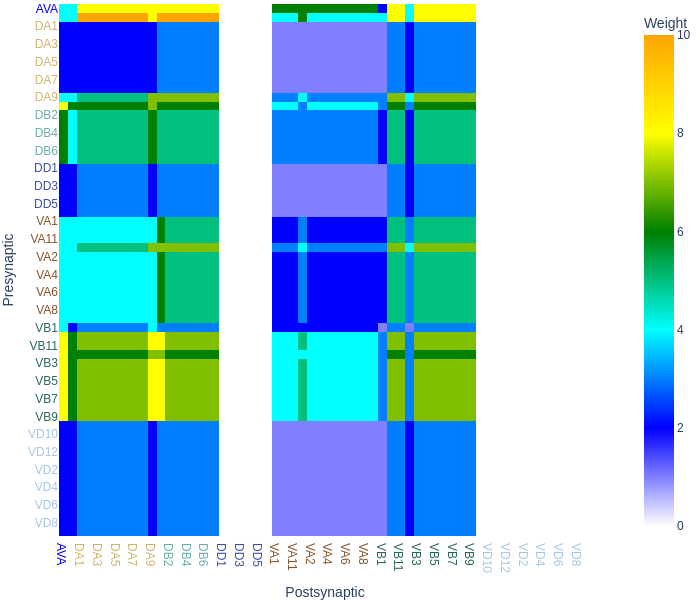 Weight
10
8
6
4
2
0
Presynaptic
AVA
DA1
DA3
DA5
DA7
DA9
DB2
DB4
DB6
DD1
DD3
DD5
VA1
VA11
VA2
VA4
VA6
VA8
VB1
VB11
VB3
VB5
VB7
VB9
VD10
VD12
VD2
VD4
VD6
VD8
AVA DA1 DA3 DA5 DA7 DA9 DB2 DB4 DB6 DD1 DD3 DD5 VA1 VA11 VA2 VA4 VA6 VA8 VB1 VB11 VB3 VB5 VB7 VB9 VD10 VD12 VD2 VD4 VD6 VD8
Postsynaptic